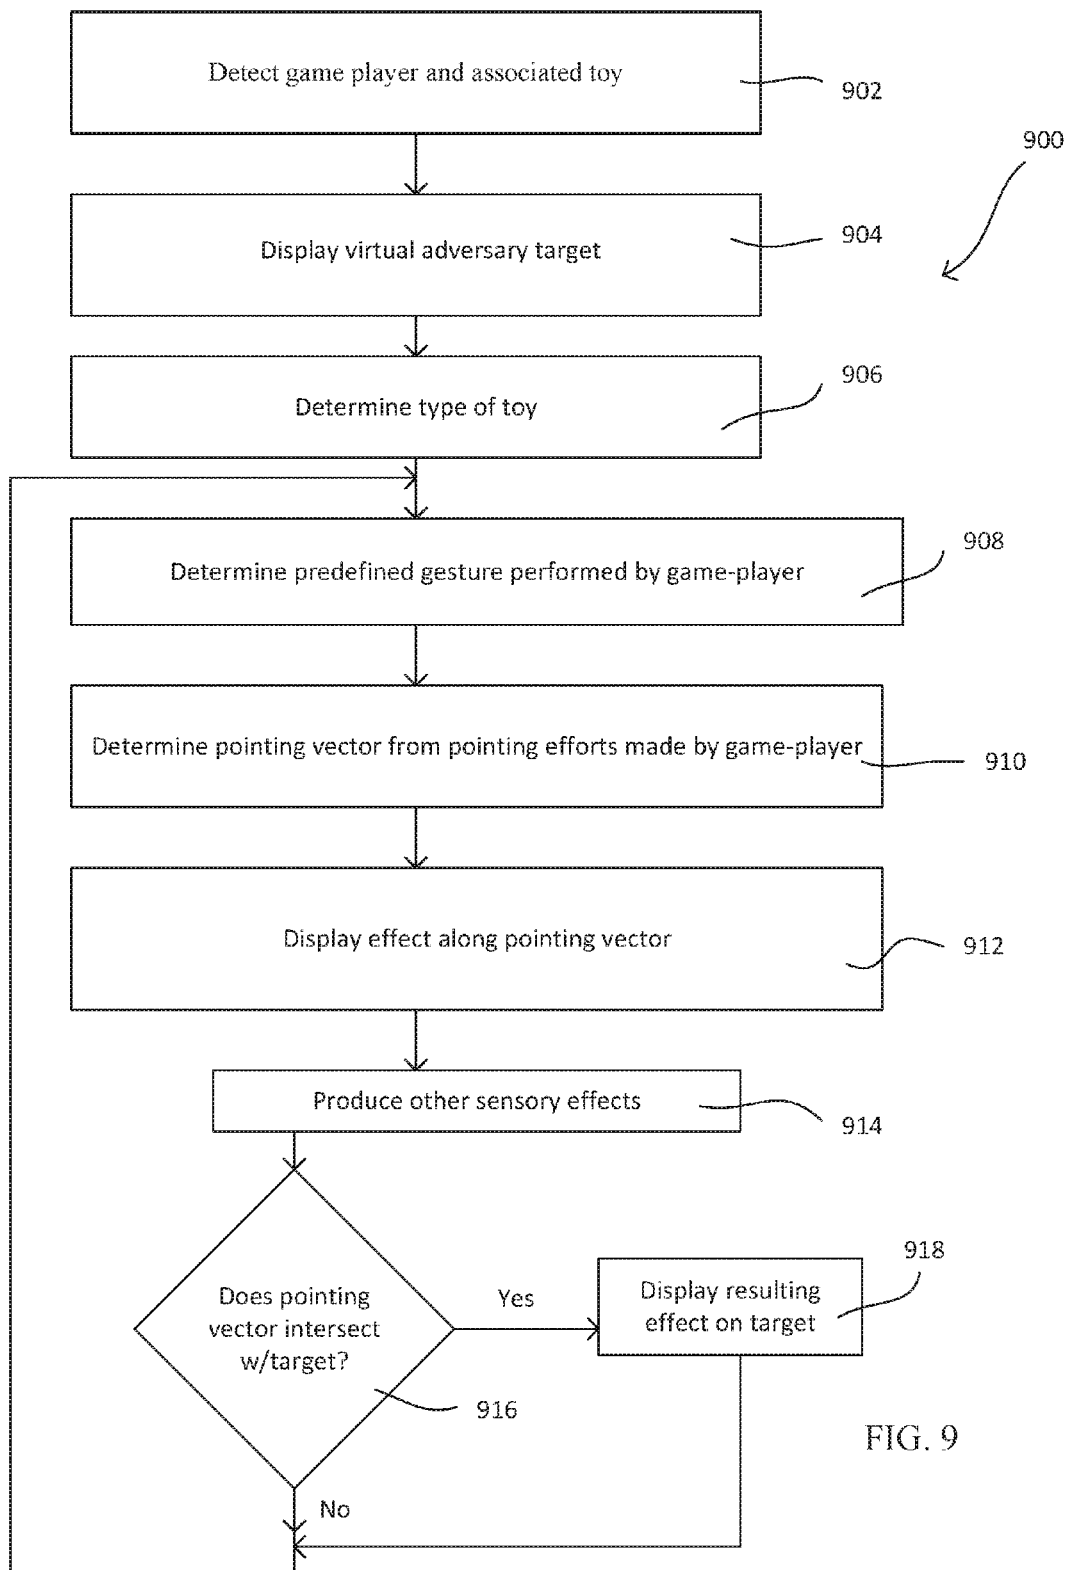 Detect game player and associated toy
902
900
Display virtual adversary target
904
Determine type of toy
906
Determine predefined gesture performed by game-player
908
Determine pointing vector from pointing efforts made by game-player
910
Display effect along pointing vector
912
Produce other sensory effects
914
Does pointing
vector intersect
w/target?
916
Yes
Display resulting
effect on target
918
No
FIG. 9